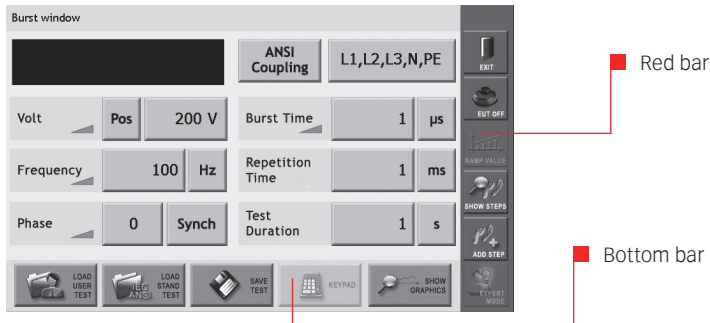 Burst window
ANSI
Coupling
L1,L2,L3,N,PE
EXIT
Red bar
EUT OFF
Volt
Pos
200 V
Burst Time
1
µs
RAMP VALUE
Frequency
100
Hz
Repetition
Time
1
ms
SHOW STEPS
Phase
0
Synch
Test
Duration
1
s
ADD STEP
Bottom bar
LOAD
USER
TEST
IEC
ANSI
LOAD
STAND
TEST
SAVE
TEST
KEYPAD
SHOW
GRAPHICS
EXPERT
MODE